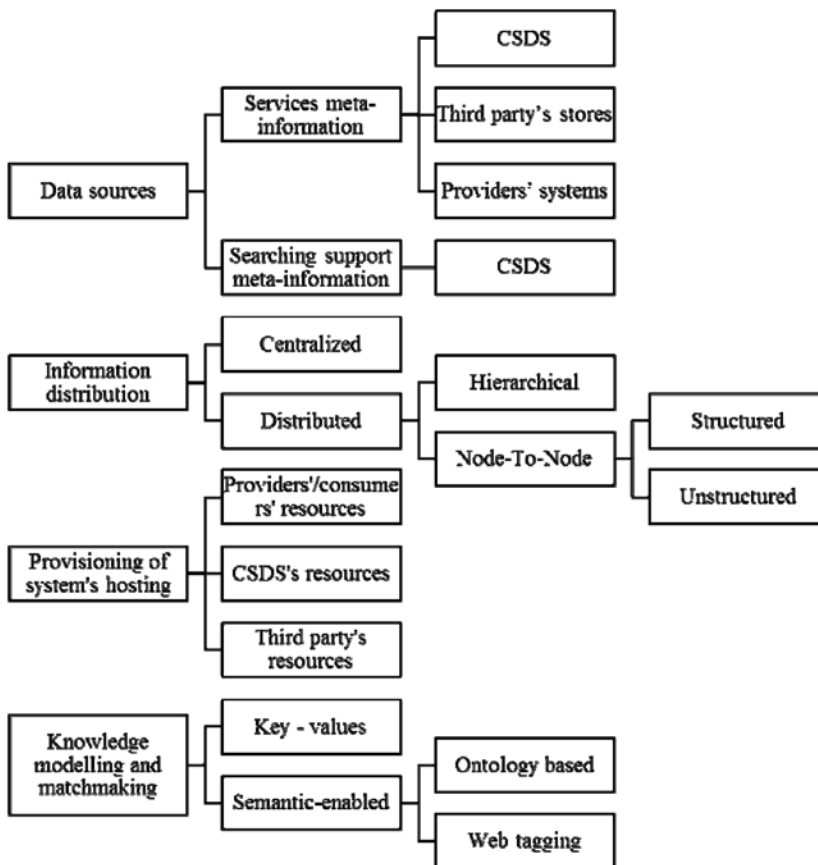 CSDS
Services meta-
information
Third party's stores
Data sources
Providers' systems
Searching support
meta-information
CSDS
Centralized
Information
distribution
Hierarchical
Distributed
Structured
Node-To-Node
Unstructured
Providers'/consume
rs' resources
Provisioning of
system's hosting
CSDS's resources
Third party's
resources
Key - values
Knowledge
modelling and
matchmaking
Ontology based
Semantic-enabled
Web tagging